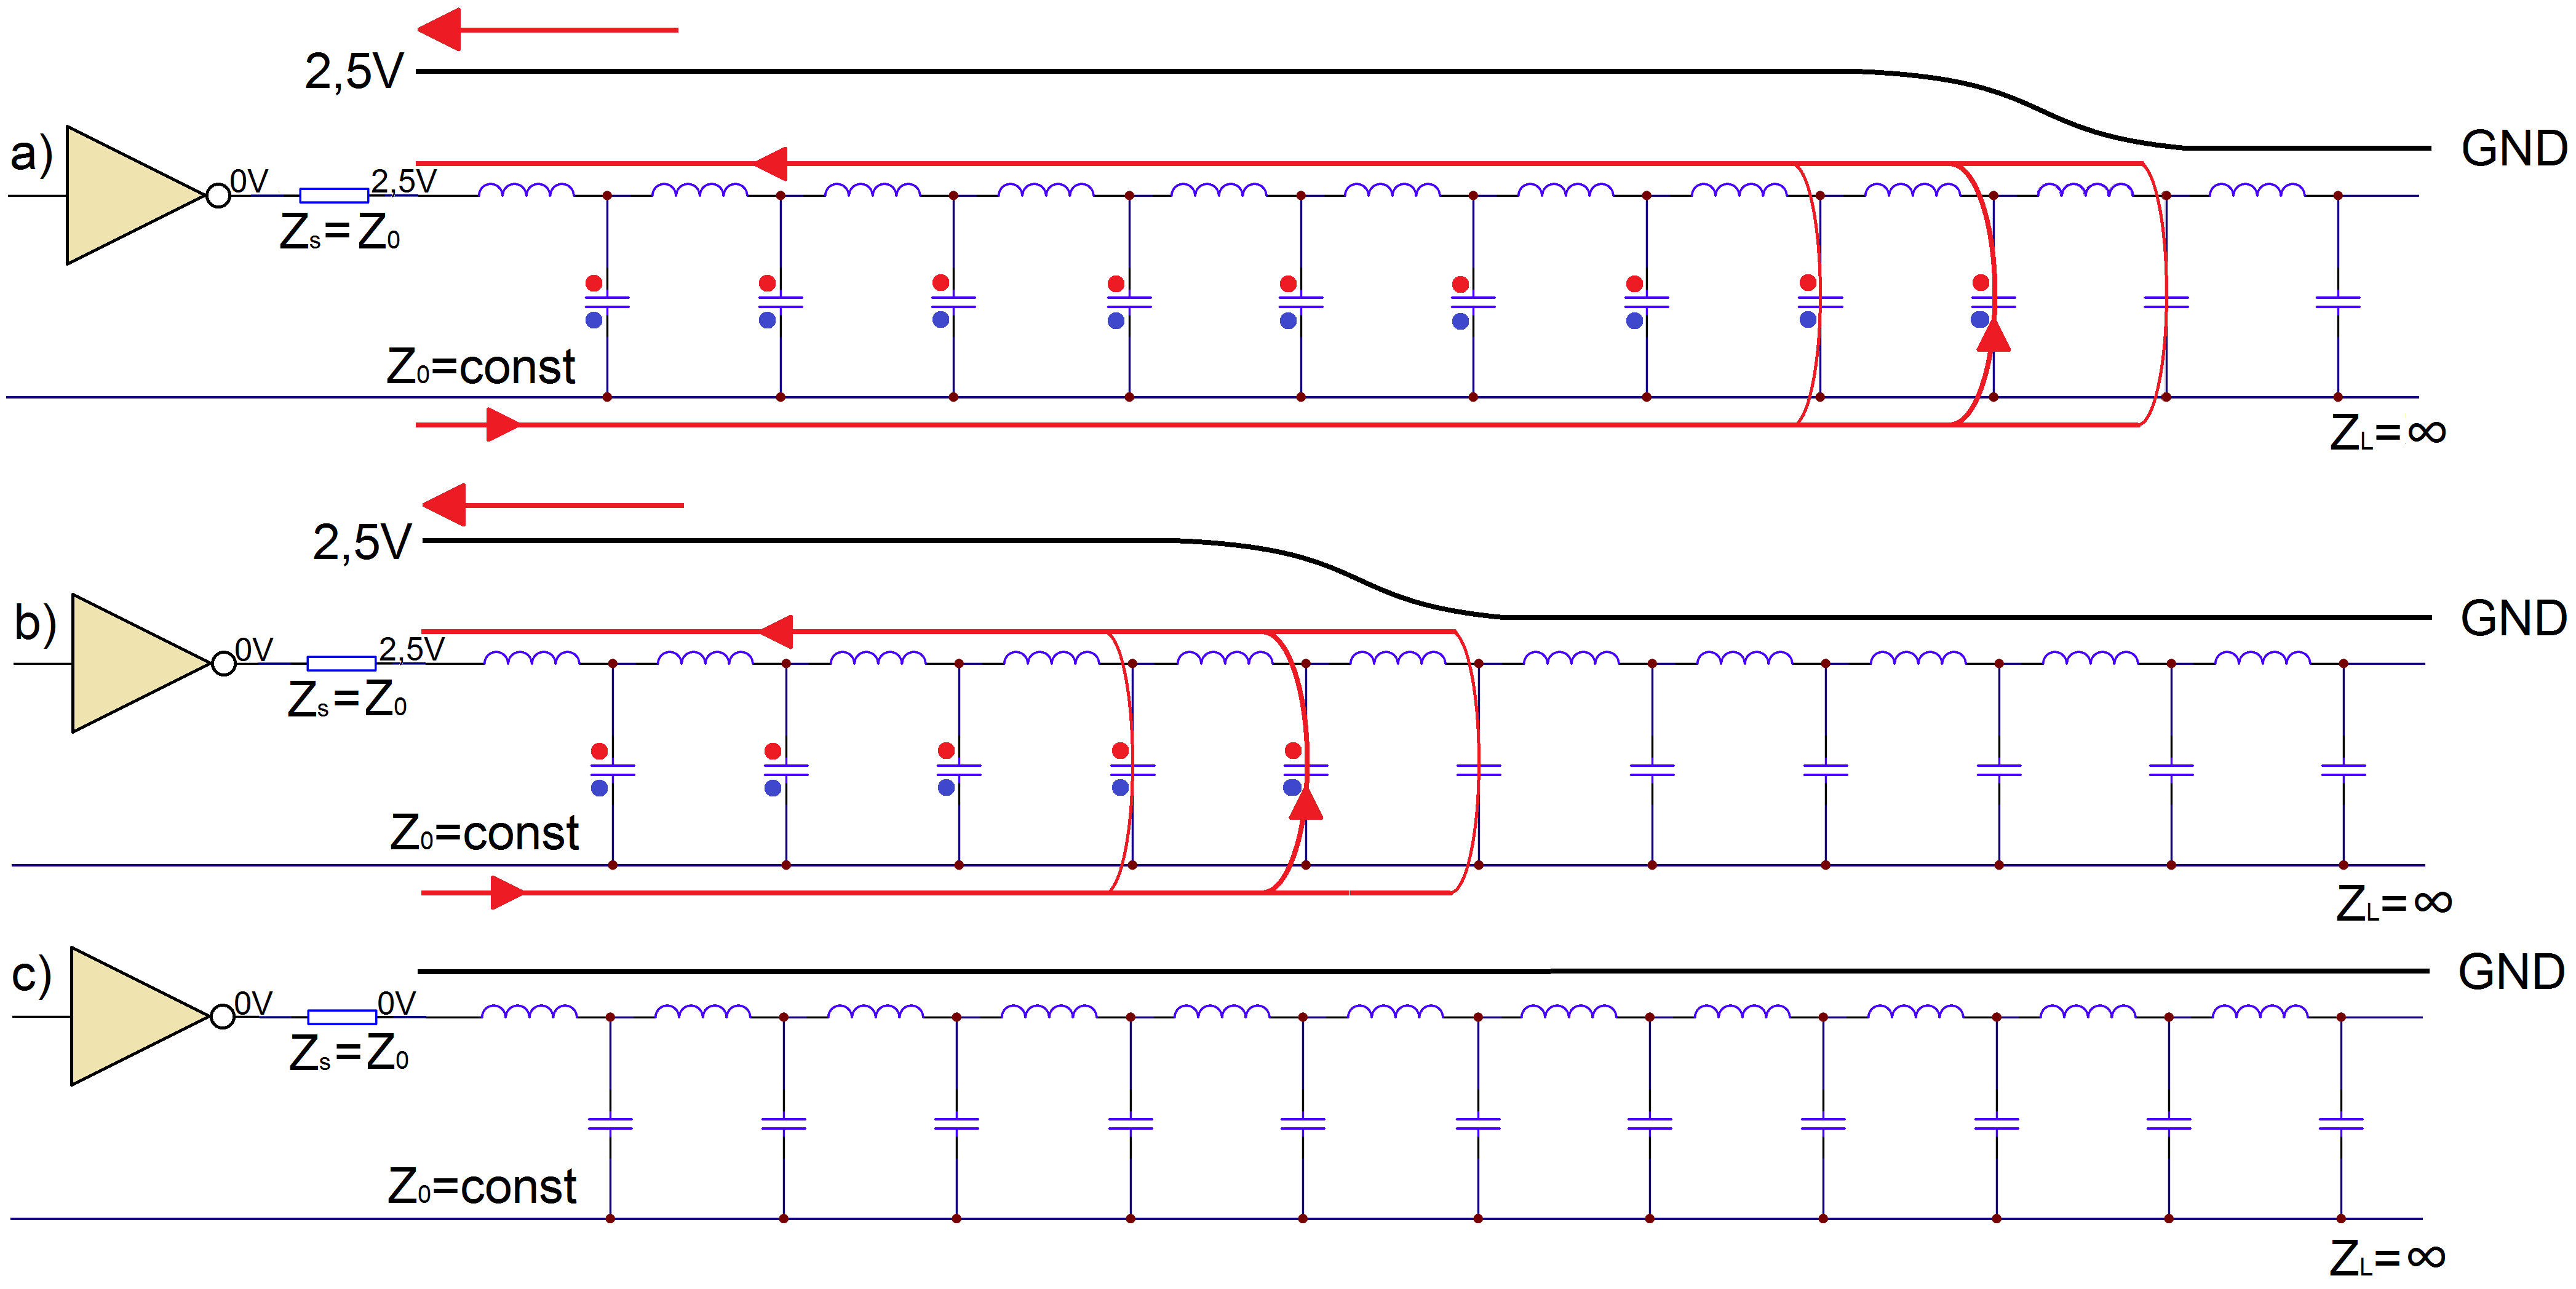 2,5V
GND
a)
0V
2,5V
Zs=Z0
Z0=const
ZL=∞
2,5V
GND
b)
0V
2,5V
Zs=Z0
Z0=const
ZL=∞
GND
c)
0V
0V
Zs=Z0
Z0=const
ZL=∞